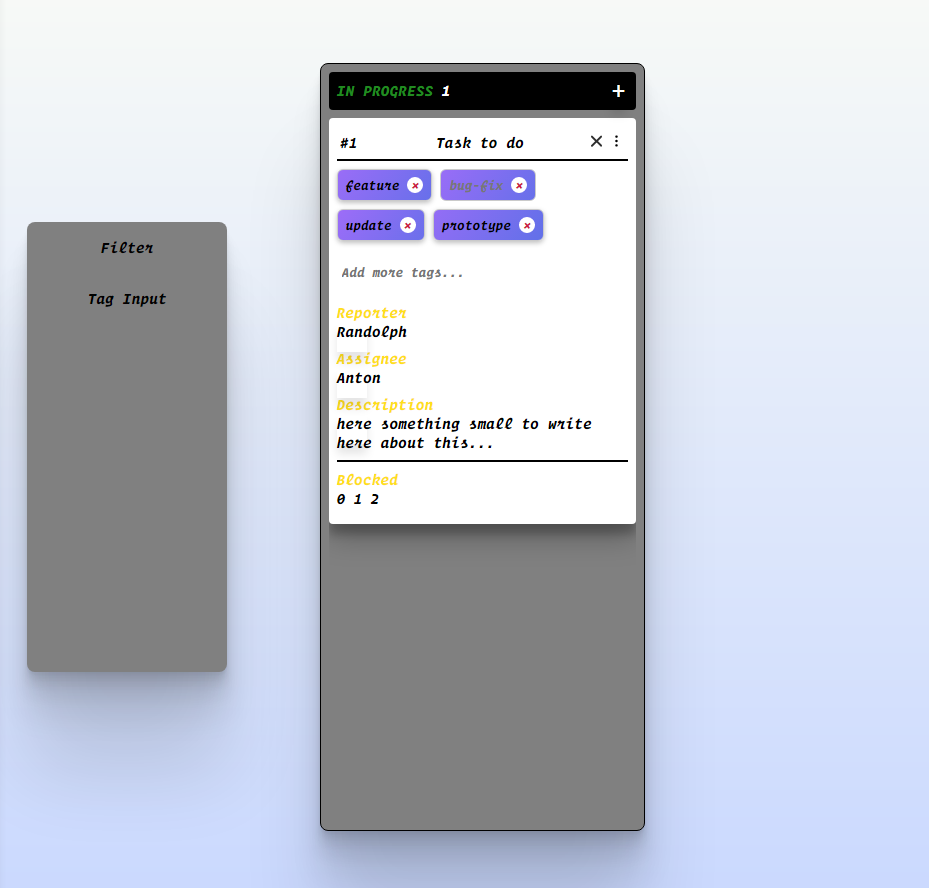 Filter
Tag Input
IN PROGRESS 1 +
#1 Task to do
feature
bug-fix
update
prototype
Add more tags...
Reporter
Randolph
Assignee
Anton
Description
here something small to write
here about this...
Blocked
0 1 2